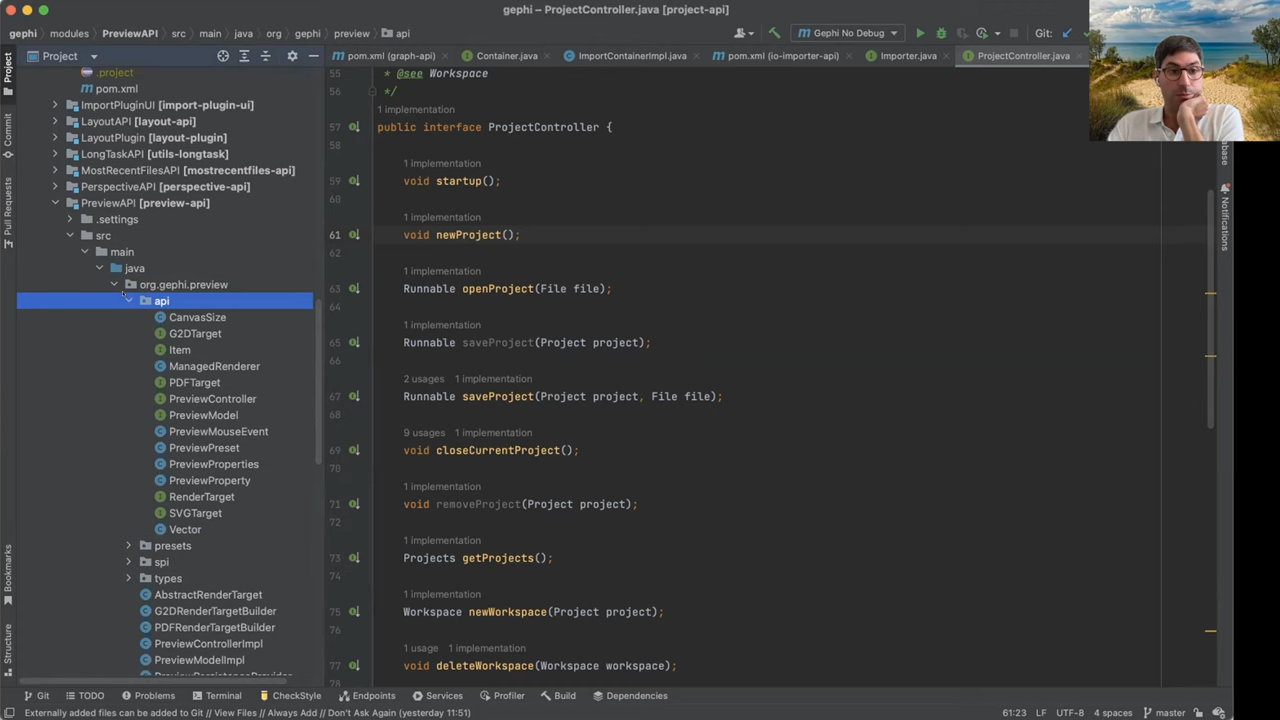 gephi – ProjectController.java [project-api]
gephi modules PreviewAPI src main java org gephi preview api
Gephi No Debug
Git:
Project
pom.xml (graph-api)
Container.java
ImportContainerImpl.java
pom.xml (io-importer-api)
Importer.java
ProjectController.java
Project
Commit
Pull Requests
Bookmarks
Structure
Notifications
.project
pom.xml
ImportPluginUI [import-plugin-ui]
LayoutAPI [layout-api]
LayoutPlugin [layout-plugin]
LongTaskAPI [utils-longtask]
MostRecentFilesAPI [mostrecentfiles-api]
PerspectiveAPI [perspective-api]
PreviewAPI [preview-api]
.settings
src
main
java
org.gephi.preview
api
CanvasSize
G2DTarget
Item
ManagedRenderer
PDFTarget
PreviewController
PreviewModel
PreviewMouseEvent
PreviewPreset
PreviewProperties
PreviewProperty
RenderTarget
SVGTarget
Vector
presets
spi
types
AbstractRenderTarget
G2DRenderTargetBuilder
PDFRenderTargetBuilder
PreviewControllerImpl
PreviewModelImpl
55 * @see Workspace
56 */
1 implementation
57 public interface ProjectController {
58
1 implementation
59 void startup();
60
1 implementation
61 void newProject();
62
1 implementation
63 Runnable openProject(File file);
64
1 implementation
65 Runnable saveProject(Project project);
66
2 usages 1 implementation
67 Runnable saveProject(Project project, File file);
68
9 usages 1 implementation
69 void closeCurrentProject();
70
1 implementation
71 void removeProject(Project project);
72
1 implementation
73 Projects getProjects();
74
1 implementation
75 Workspace newWorkspace(Project project);
76
1 usage 1 implementation
77 void deleteWorkspace(Workspace workspace);
78
Git TODO Problems Terminal CheckStyle Endpoints Services Profiler Build Dependencies
Externally added files can be added to Git // View Files // Always Add // Don't Ask Again (yesterday 11:51)
61:23 LF UTF-8 4 spaces master